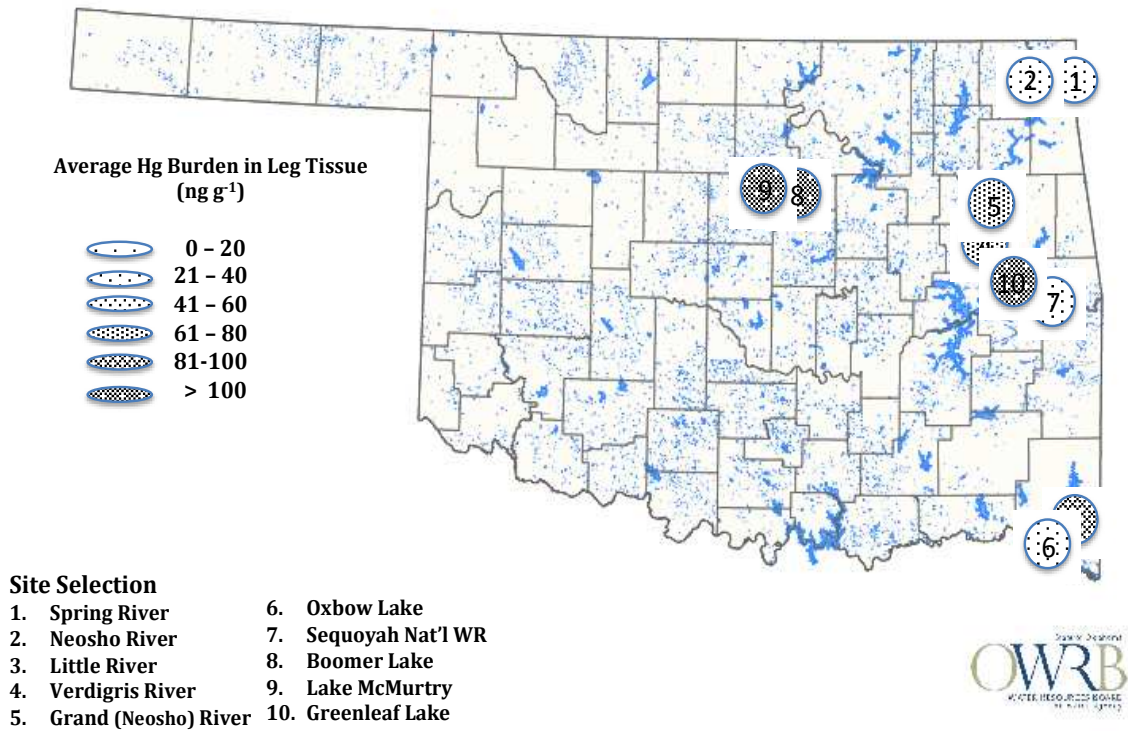 Average Hg Burden in Leg Tissue
(ng g-1)
0 – 20
21 – 40
41 – 60
61 – 80
81-100
> 100
2
1
9
8
5
10
7
6
Site Selection
1. Spring River
2. Neosho River
3. Little River
4. Verdigris River
5. Grand (Neosho) River
6. Oxbow Lake
7. Sequoyah Nat’l WR
8. Boomer Lake
9. Lake McMurtry
10. Greenleaf Lake
OWRB
WATER RESOURCES BOARD